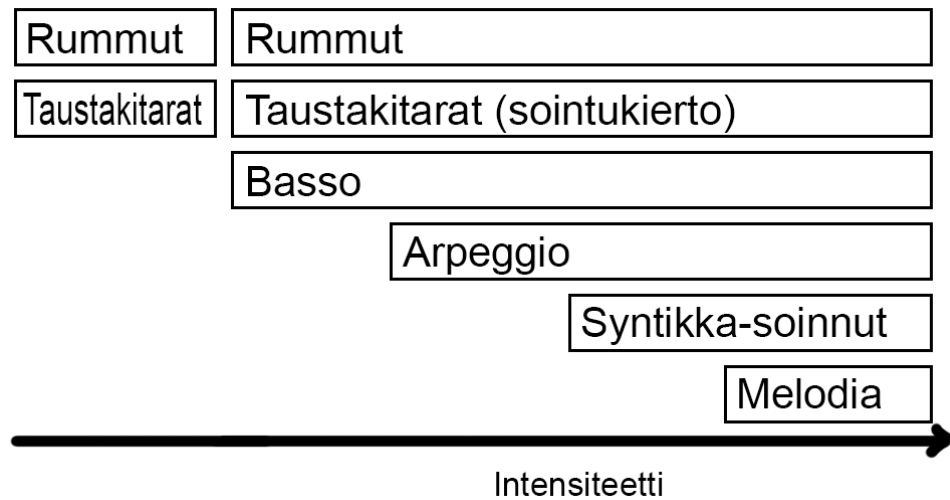 Rummut
Rummut
Taustakitarat
Taustakitarat (sointukierto)
Basso
Arpeggio
Syntikka-soinnut
Melodia
Intensiteetti